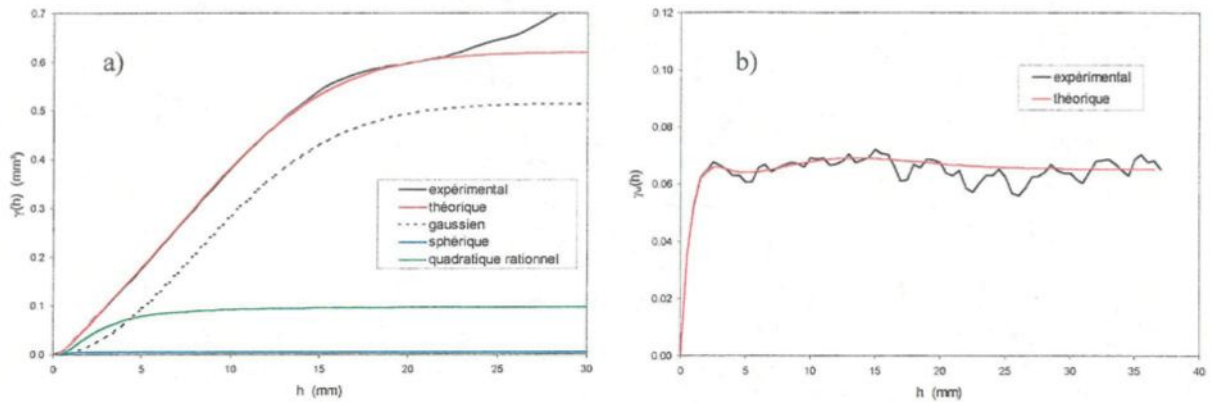 a)
γ(h) (mm²)
0.7
0.6
0.5
0.4
0.3
0.2
0.1
0.0
0
5
10
15
20
25
30
h (mm)
expérimental
théorique
gaussien
sphérique
quadratique rationnel
b)
γω(h)
0.12
0.10
0.08
0.06
0.04
0.02
0.00
0
5
10
15
20
25
30
35
40
h (mm)
expérimental
théorique